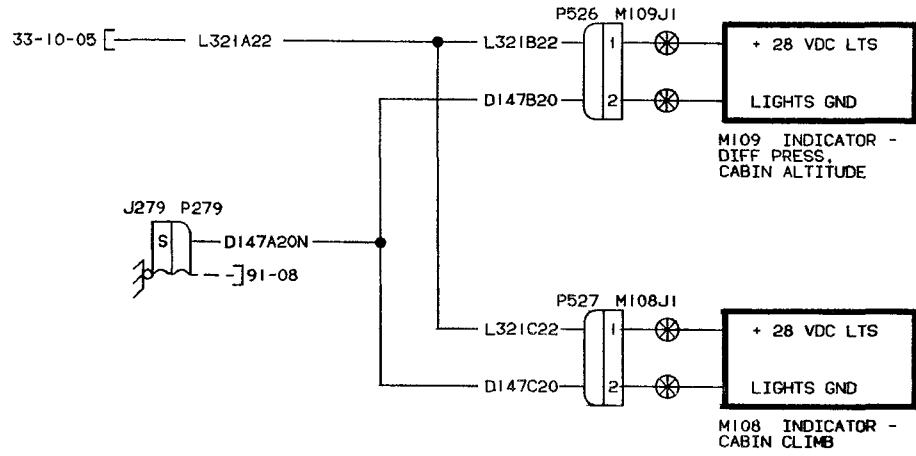 P526 M109J1
33-10-05 L321A22 L321B22 1 + 28 VDC LTS
D147B20 2 LIGHTS GND
M109 INDICATOR -
DIFF PRESS,
CABIN ALTITUDE
J279 P279
S D147A20N
91-08
P527 M108J1
L321C22 1 + 28 VDC LTS
D147C20 2 LIGHTS GND
M108 INDICATOR -
CABIN CLIMB